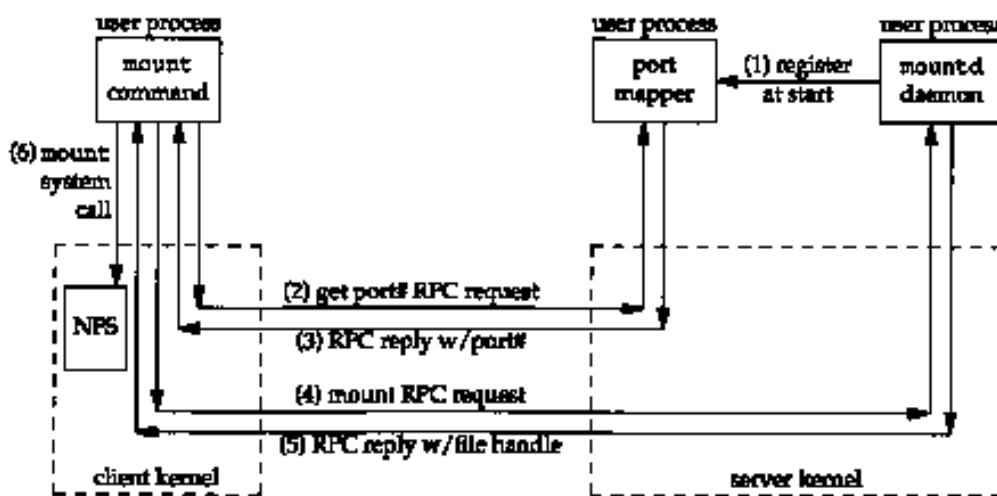 user process
user process
user process
mount
command
port
mapper
(1) register
at start
mountd
daemon
(6) mount
system
call
NFS
(2) get port# RPC request
(3) RPC reply w/port#
(4) mount RPC request
(5) RPC reply w/file handle
client kernel
server kernel